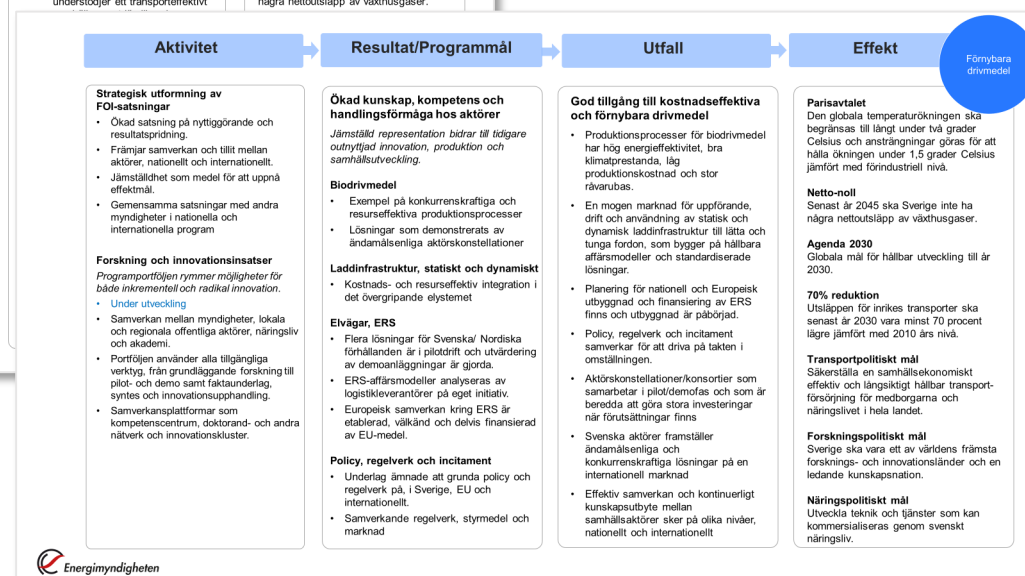 understödjer ett transporteffektivt
några nettoutsläpp av växthusgaser.
Aktivitet
Resultat/Programmål
Utfall
Effekt
Förnybara
drivmedel
Strategisk utformning av
FOI-satsningar
• Ökad satsning på nyttiggörande och
resultatspridning.
• Främjar samverkan och tillit mellan
aktörer, nationellt och internationellt.
• Jämställdhet som medel för att uppnå
effektmål.
• Gemensamma satsningar med andra
myndigheter i nationella och
internationella program
Forskning och innovationsinsatser
Programportföljen rymmer möjligheter för
både inkrementell och radikal innovation.
• Under utveckling
• Samverkan mellan myndigheter, lokala
och regionala offentliga aktörer, näringsliv
och akademi.
• Portföljen använder alla tillgängliga
verktyg, från grundläggande forskning till
pilot- och demo samt faktaunderlag,
syntes och innovationsupphandling.
• Samverkansplattformar som
kompetenscentrum, doktorand- och andra
nätverk och innovationskluster.
Ökad kunskap, kompetens och
handlingsförmåga hos aktörer
Jämställd representation bidrar till tidigare
outnyttjad innovation, produktion och
samhällsutveckling.
Biodrivmedel
• Exempel på konkurrenskraftiga och
resurseffektiva produktionsprocesser
• Lösningar som demonstrerats av
ändamålsenliga aktörskonstellationer
Laddinfrastruktur, statiskt och dynamiskt
• Kostnads- och resurseffektiv integration i
det övergripande elsystemet
Elvägar, ERS
• Flera lösningar för Svenska/ Nordiska
förhållanden är i pilotdrift och utvärdering
av demoanläggningar är gjorda.
• ERS-affärsmodeller analyseras av
logistikleverantörer på eget initiativ.
• Europeisk samverkan kring ERS är
etablerad, välkänd och delvis finansierad
av EU-medel.
Policy, regelverk och incitament
• Underlag ämnade att grunda policy och
regelverk på, i Sverige, EU och
internationellt.
• Samverkande regelverk, styrmedel och
marknad
God tillgång till kostnadseffektiva
och förnybara drivmedel
• Produktionsprocesser för biodrivmedel
har hög energieffektivitet, bra
klimatprestanda, låg
produktionskostnad och stor
råvarubas.
• En mogen marknad för uppförande,
drift och användning av statisk och
dynamisk laddinfrastruktur till lätta och
tunga fordon, som bygger på hållbara
affärsmodeller och standardiserade
lösningar.
• Planering för nationell och Europeisk
utbyggnad och finansiering av ERS
finns och utbyggnad är påbörjad.
• Policy, regelverk och incitament
samverkar för att driva på takten i
omställningen.
• Aktörskonstellationer/konsortier som
samarbetar i pilot/demofas och som är
beredda att göra stora investeringar
när förutsättningar finns
• Svenska aktörer framställer
ändamålsenliga och
konkurrenskraftiga lösningar på en
internationell marknad
• Effektiv samverkan och kontinuerligt
kunskapsutbyte mellan
samhällsaktörer sker på olika nivåer,
nationellt och internationellt
Parisavtalet
Den globala temperaturökningen ska
begränsas till långt under två grader
Celsius och ansträngningar göras för att
hålla ökningen under 1,5 grader Celsius
jämfört med förindustriell nivå.
Netto-noll
Senast år 2045 ska Sverige inte ha
några nettoutsläpp av växthusgaser.
Agenda 2030
Globala mål för hållbar utveckling till år
2030.
70% reduktion
Utsläppen för inrikes transporter ska
senast år 2030 vara minst 70 procent
lägre jämfört med 2010 års nivå.
Transportpolitiskt mål
Säkerställa en samhällsekonomiskt
effektiv och långsiktigt hållbar transport-
försörjning för medborgarna och
näringslivet i hela landet.
Forskningspolitiskt mål
Sverige ska vara ett av världens främsta
forsknings- och innovationsländer och en
ledande kunskapsnation.
Näringspolitiskt mål
Utveckla teknik och tjänster som kan
kommersialiseras genom svenskt
näringsliv.
Energimyndigheten